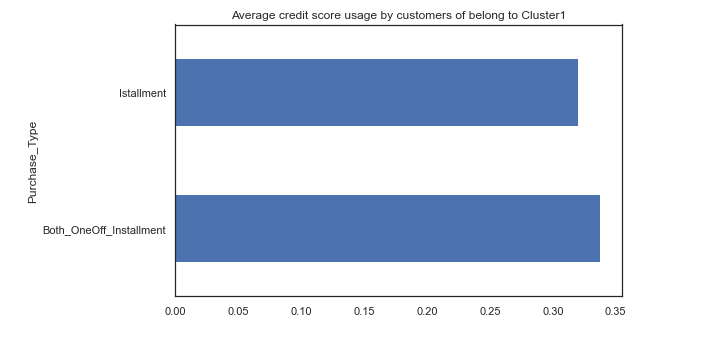 Average credit score usage by customers of belong to Cluster1
Purchase_Type
Istallment
Both_OneOff_Installment
0.00 0.05 0.10 0.15 0.20 0.25 0.30 0.35